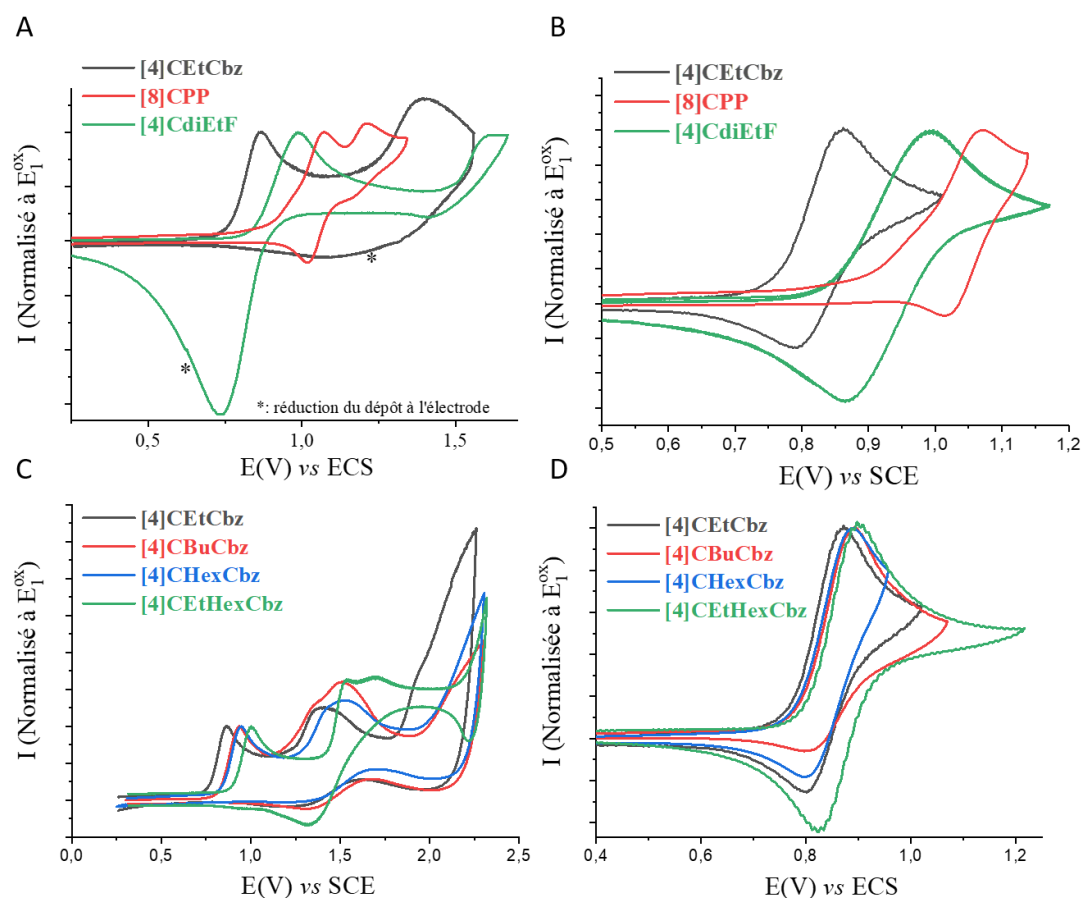 A
[4]CEtCbz
[8]CPP
[4]CdiEtF
I (Normalisé à E₁ᵒˣ)
*
*
*: réduction du dépôt à l'électrode
0,5
1,0
1,5
E(V) vs ECS
B
[4]CEtCbz
[8]CPP
[4]CdiEtF
I (Normalisé à E₁ᵒˣ)
0,5
0,6
0,7
0,8
0,9
1,0
1,1
1,2
E(V) vs SCE
C
[4]CEtCbz
[4]CBuCbz
[4]CHexCbz
[4]CEtHexCbz
I (Normalisé à E₁ᵒˣ)
0,0
0,5
1,0
1,5
2,0
2,5
E(V) vs SCE
D
[4]CEtCbz
[4]CBuCbz
[4]CHexCbz
[4]CEtHexCbz
I (Normalisée à E₁ᵒˣ)
0,4
0,6
0,8
1,0
1,2
E(V) vs ECS